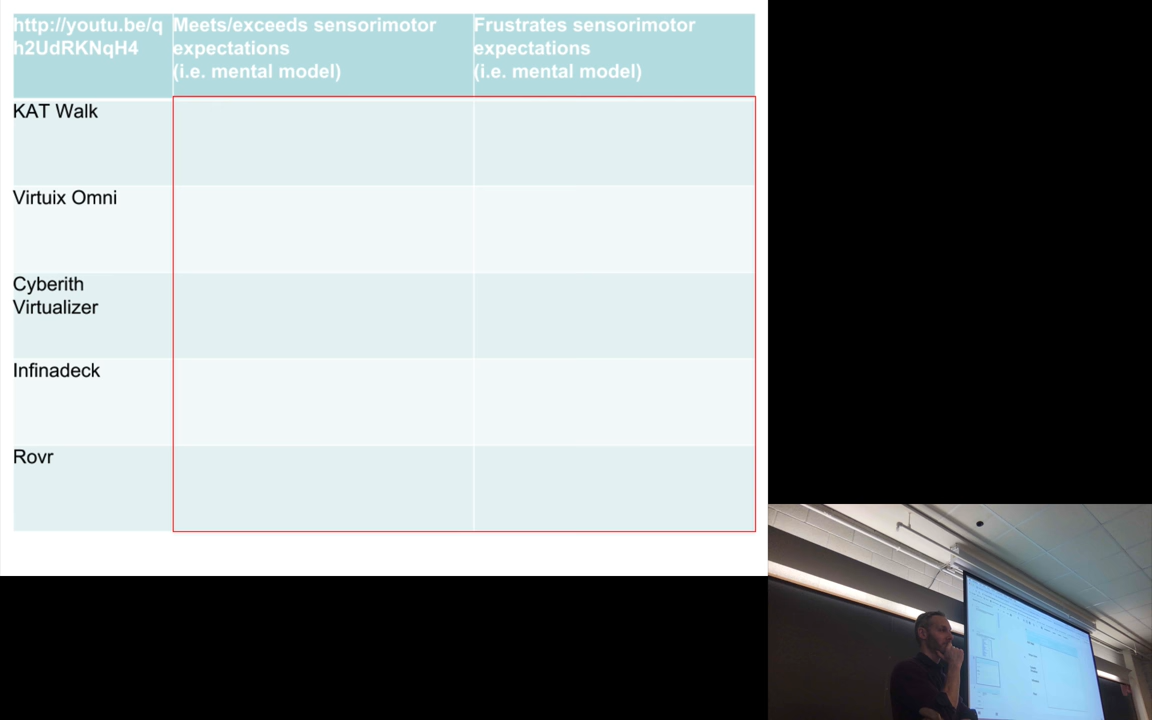 http://youtu.be/q
h2UdRKNqH4
Meets/exceeds sensorimotor
expectations
(i.e. mental model)
Frustrates sensorimotor
expectations
(i.e. mental model)
KAT Walk
Virtuix Omni
Cyberith
Virtualizer
Infinadeck
Rovr